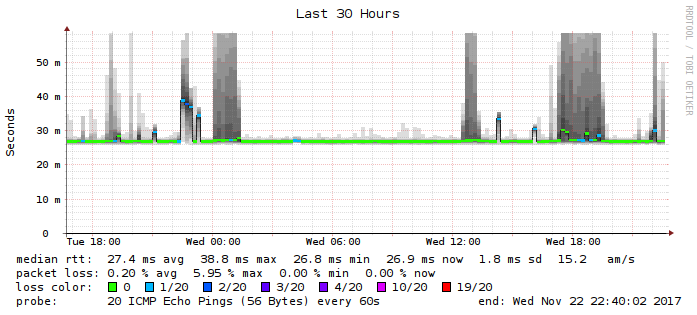 Last 30 Hours
RRDTOOL / TOBI OETIKER
Seconds
50 m
40 m
30 m
20 m
10 m
0
Tue 18:00 Wed 00:00 Wed 06:00 Wed 12:00 Wed 18:00
median rtt: 27.4 ms avg 38.8 ms max 26.8 ms min 26.9 ms now 1.8 ms sd 15.2 am/s
packet loss: 0.20 % avg 5.95 % max 0.00 % min 0.00 % now
loss color: 0 1/20 2/20 3/20 4/20 10/20 19/20
probe: 20 ICMP Echo Pings (56 Bytes) every 60s end: Wed Nov 22 22:40:02 2017